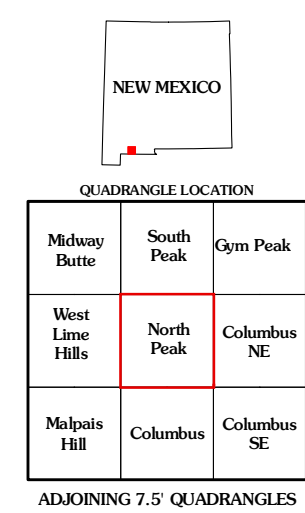 NEW MEXICO
QUADRANGLE LOCATION
Midway
Butte
South
Peak
Gym Peak
West
Lime
Hills
North
Peak
Columbus
NE
Malpais
Hill
Columbus
Columbus
SE
ADJOINING 7.5' QUADRANGLES